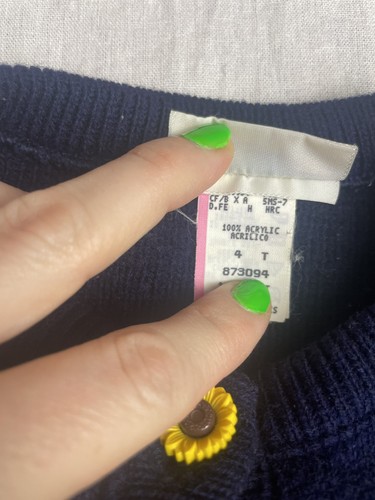 CF/B X A SMS-7
D.FE H HRC
100% ACRYLIC
ACRILICO
4 T
873094